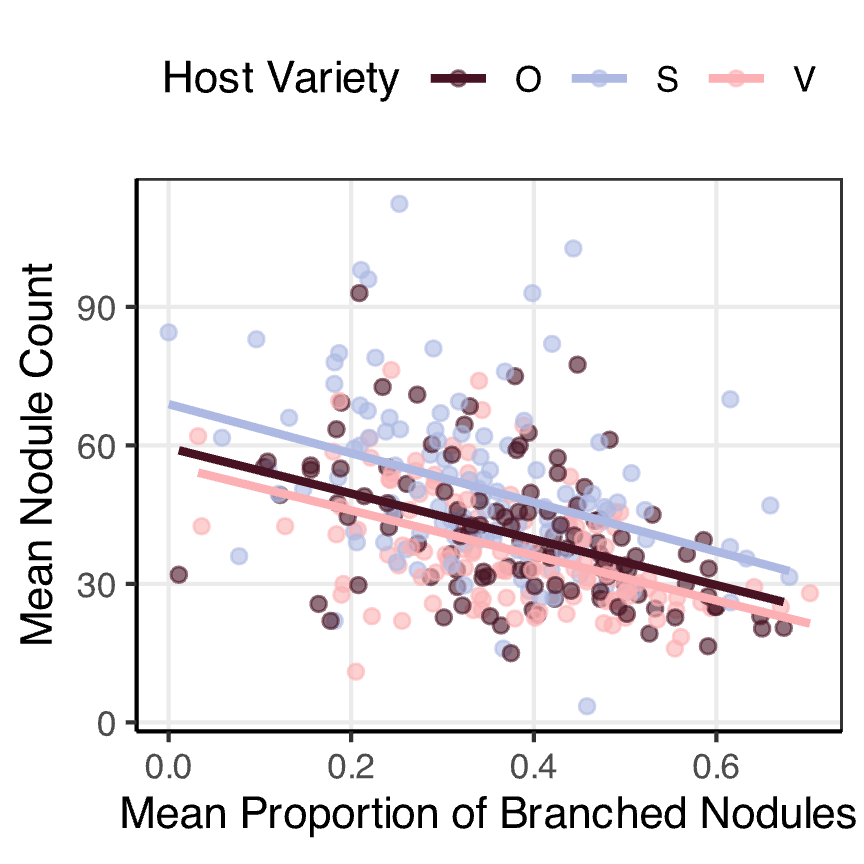 Host Variety O S V
90
60
30
0
Mean Nodule Count
0.0 0.2 0.4 0.6
Mean Proportion of Branched Nodules